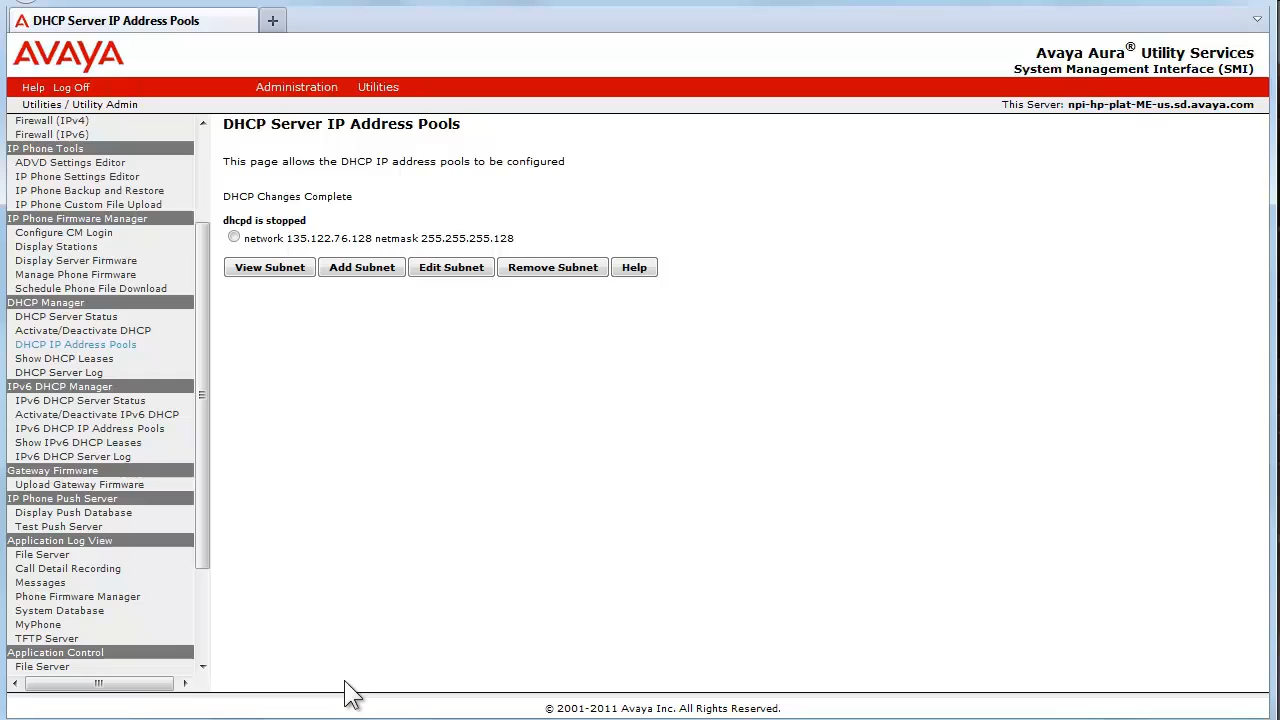 DHCP Server IP Address Pools
AVAYA
Avaya Aura® Utility Services
System Management Interface (SMI)
Help Log Off Administration Utilities
Utilities / Utility Admin
This Server: npi-hp-plat-ME-us.sd.avaya.com
Firewall (IPv4)
Firewall (IPv6)
IP Phone Tools
ADVD Settings Editor
IP Phone Settings Editor
IP Phone Backup and Restore
IP Phone Custom File Upload
IP Phone Firmware Manager
Configure CM Login
Display Stations
Display Server Firmware
Manage Phone Firmware
Schedule Phone File Download
DHCP Manager
DHCP Server Status
Activate/Deactivate DHCP
DHCP IP Address Pools
Show DHCP Leases
DHCP Server Log
IPv6 DHCP Manager
IPv6 DHCP Server Status
Activate/Deactivate IPv6 DHCP
IPv6 DHCP IP Address Pools
Show IPv6 DHCP Leases
IPv6 DHCP Server Log
Gateway Firmware
Upload Gateway Firmware
IP Phone Push Server
Display Push Database
Test Push Server
Application Log View
File Server
Call Detail Recording
Messages
Phone Firmware Manager
System Database
MyPhone
TFTP Server
Application Control
File Server
DHCP Server IP Address Pools
This page allows the DHCP IP address pools to be configured
DHCP Changes Complete
dhcpd is stopped
network 135.122.76.128 netmask 255.255.255.128
View Subnet Add Subnet Edit Subnet Remove Subnet Help
© 2001-2011 Avaya Inc. All Rights Reserved.